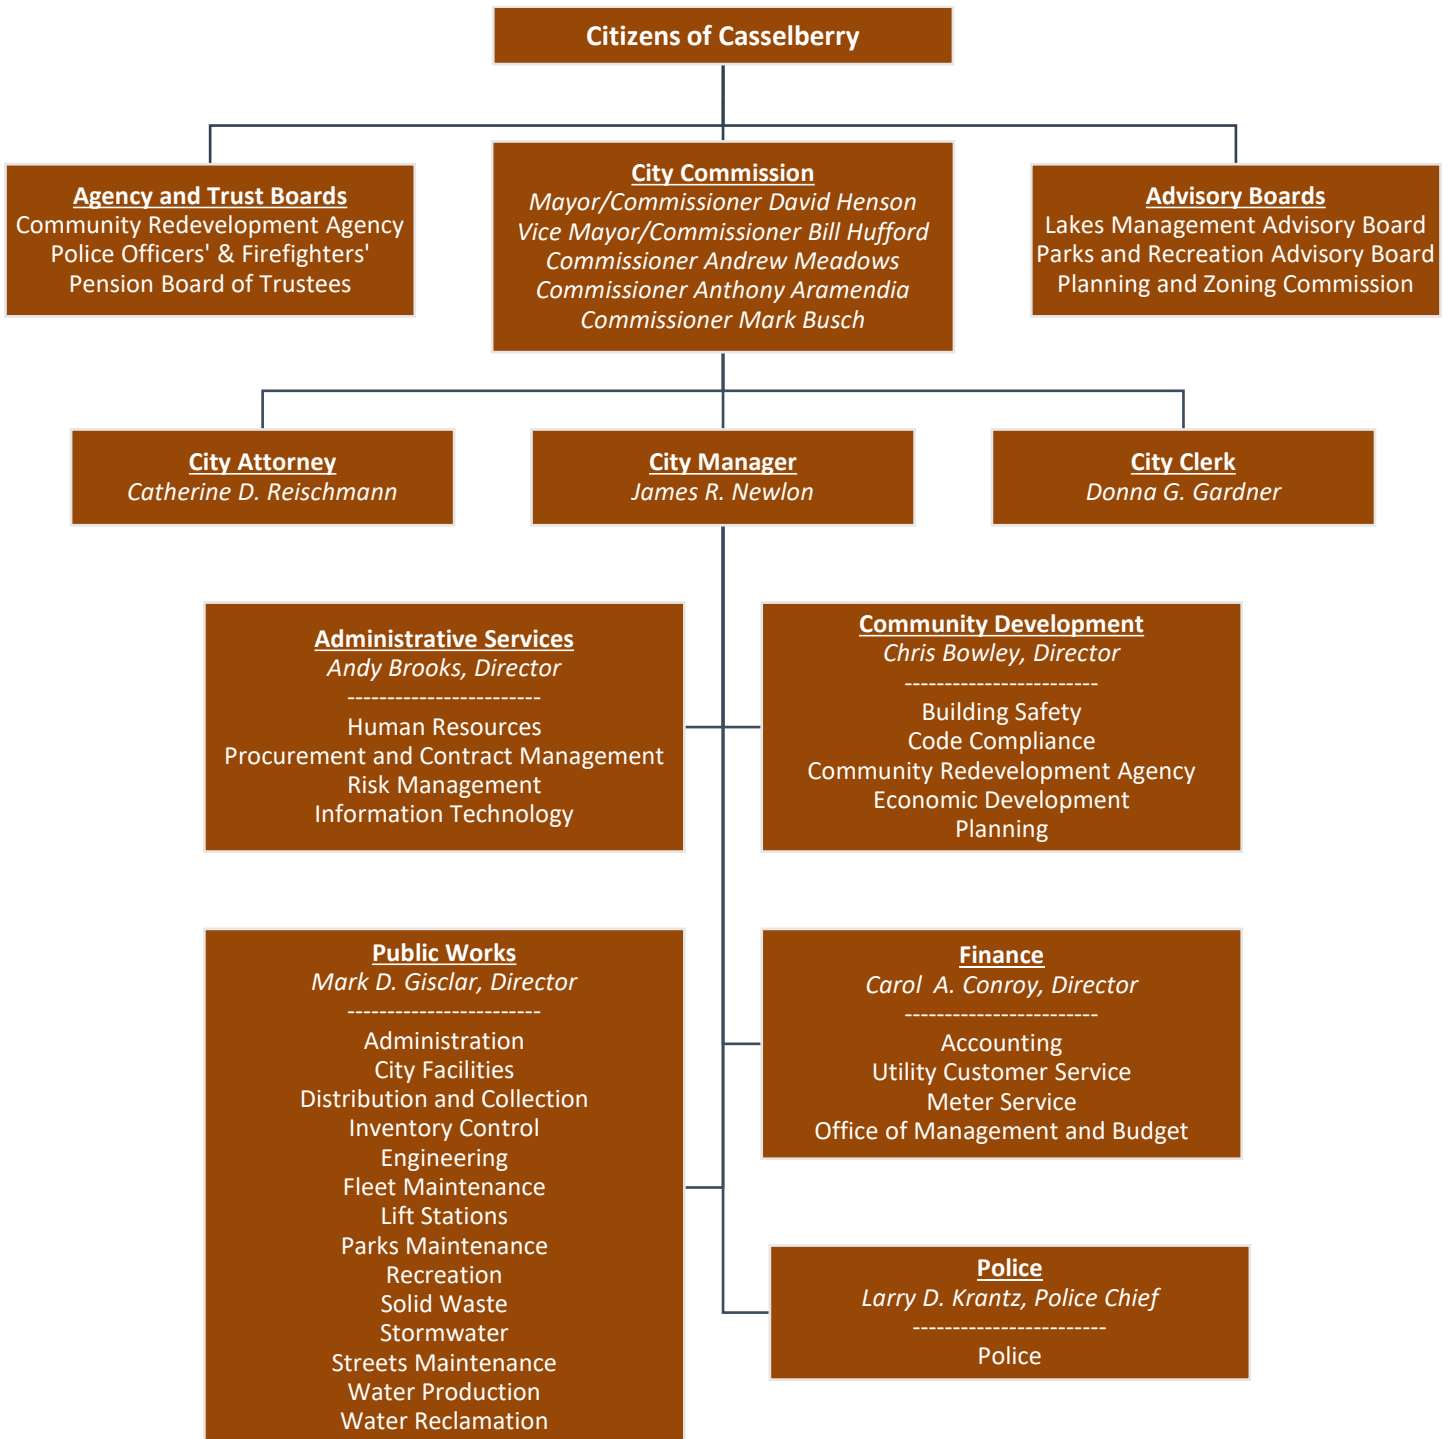 Citizens of Casselberry
Agency and Trust Boards
Community Redevelopment Agency
Police Officers' & Firefighters'
Pension Board of Trustees
City Commission
Mayor/Commissioner David Henson
Vice Mayor/Commissioner Bill Hufford
Commissioner Andrew Meadows
Commissioner Anthony Aramendia
Commissioner Mark Busch
Advisory Boards
Lakes Management Advisory Board
Parks and Recreation Advisory Board
Planning and Zoning Commission
City Attorney
Catherine D. Reischmann
City Manager
James R. Newlon
City Clerk
Donna G. Gardner
Administrative Services
Andy Brooks, Director
------------------------
Human Resources
Procurement and Contract Management
Risk Management
Information Technology
Community Development
Chris Bowley, Director
------------------------
Building Safety
Code Compliance
Community Redevelopment Agency
Economic Development
Planning
Public Works
Mark D. Gisclar, Director
------------------------
Administration
City Facilities
Distribution and Collection
Inventory Control
Engineering
Fleet Maintenance
Lift Stations
Parks Maintenance
Recreation
Solid Waste
Stormwater
Streets Maintenance
Water Production
Water Reclamation
Finance
Carol  A. Conroy, Director
------------------------
Accounting
Utility Customer Service
Meter Service
Office of Management and Budget
Police
Larry D. Krantz, Police Chief
------------------------
Police